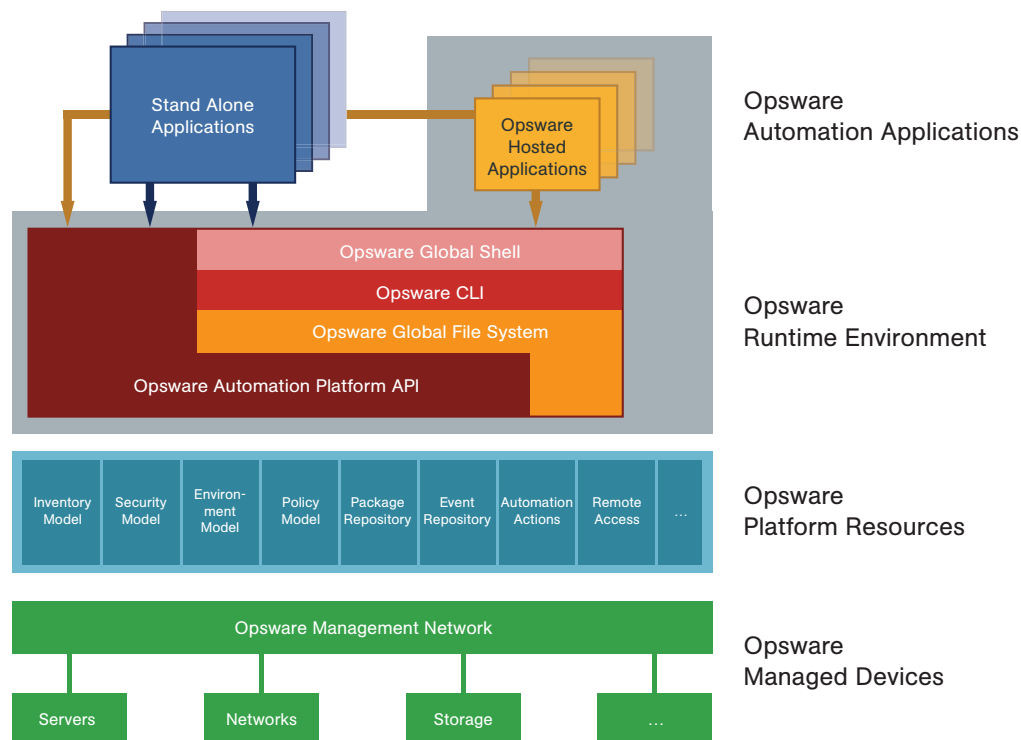 Stand Alone
Applications
Opsware
Hosted
Applications
Opsware
Automation Applications
Opsware Global Shell
Opsware CLI
Opsware Global File System
Opsware Automation Platform API
Opsware
Runtime Environment
Inventory
Model
Security
Model
Environ-
ment
Model
Policy
Model
Package
Repository
Event
Repository
Automation
Actions
Remote
Access
...
Opsware
Platform Resources
Opsware Management Network
Servers
Networks
Storage
...
Opsware
Managed Devices